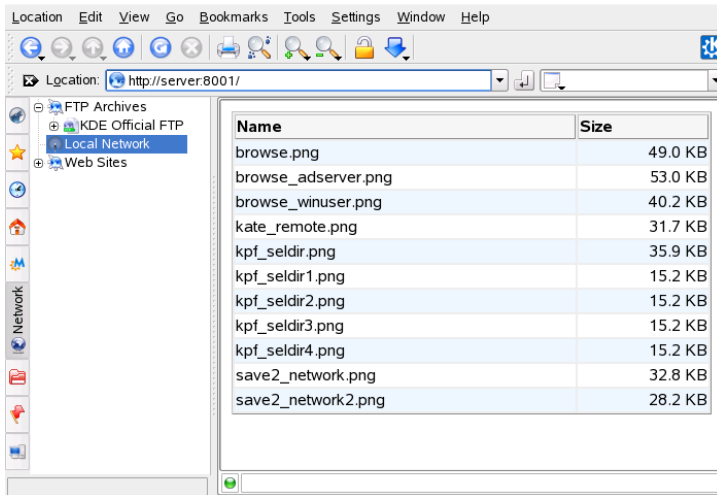 Location Edit View Go Bookmarks Tools Settings Window Help
Location: http://server:8001/
FTP Archives
KDE Official FTP
Local Network
Web Sites
Network
Name Size
browse.png 49.0 KB
browse_adserver.png 53.0 KB
browse_winuser.png 40.2 KB
kate_remote.png 31.7 KB
kpf_seldir.png 35.9 KB
kpf_seldir1.png 15.2 KB
kpf_seldir2.png 15.2 KB
kpf_seldir3.png 15.2 KB
kpf_seldir4.png 15.2 KB
save2_network.png 32.8 KB
save2_network2.png 28.2 KB